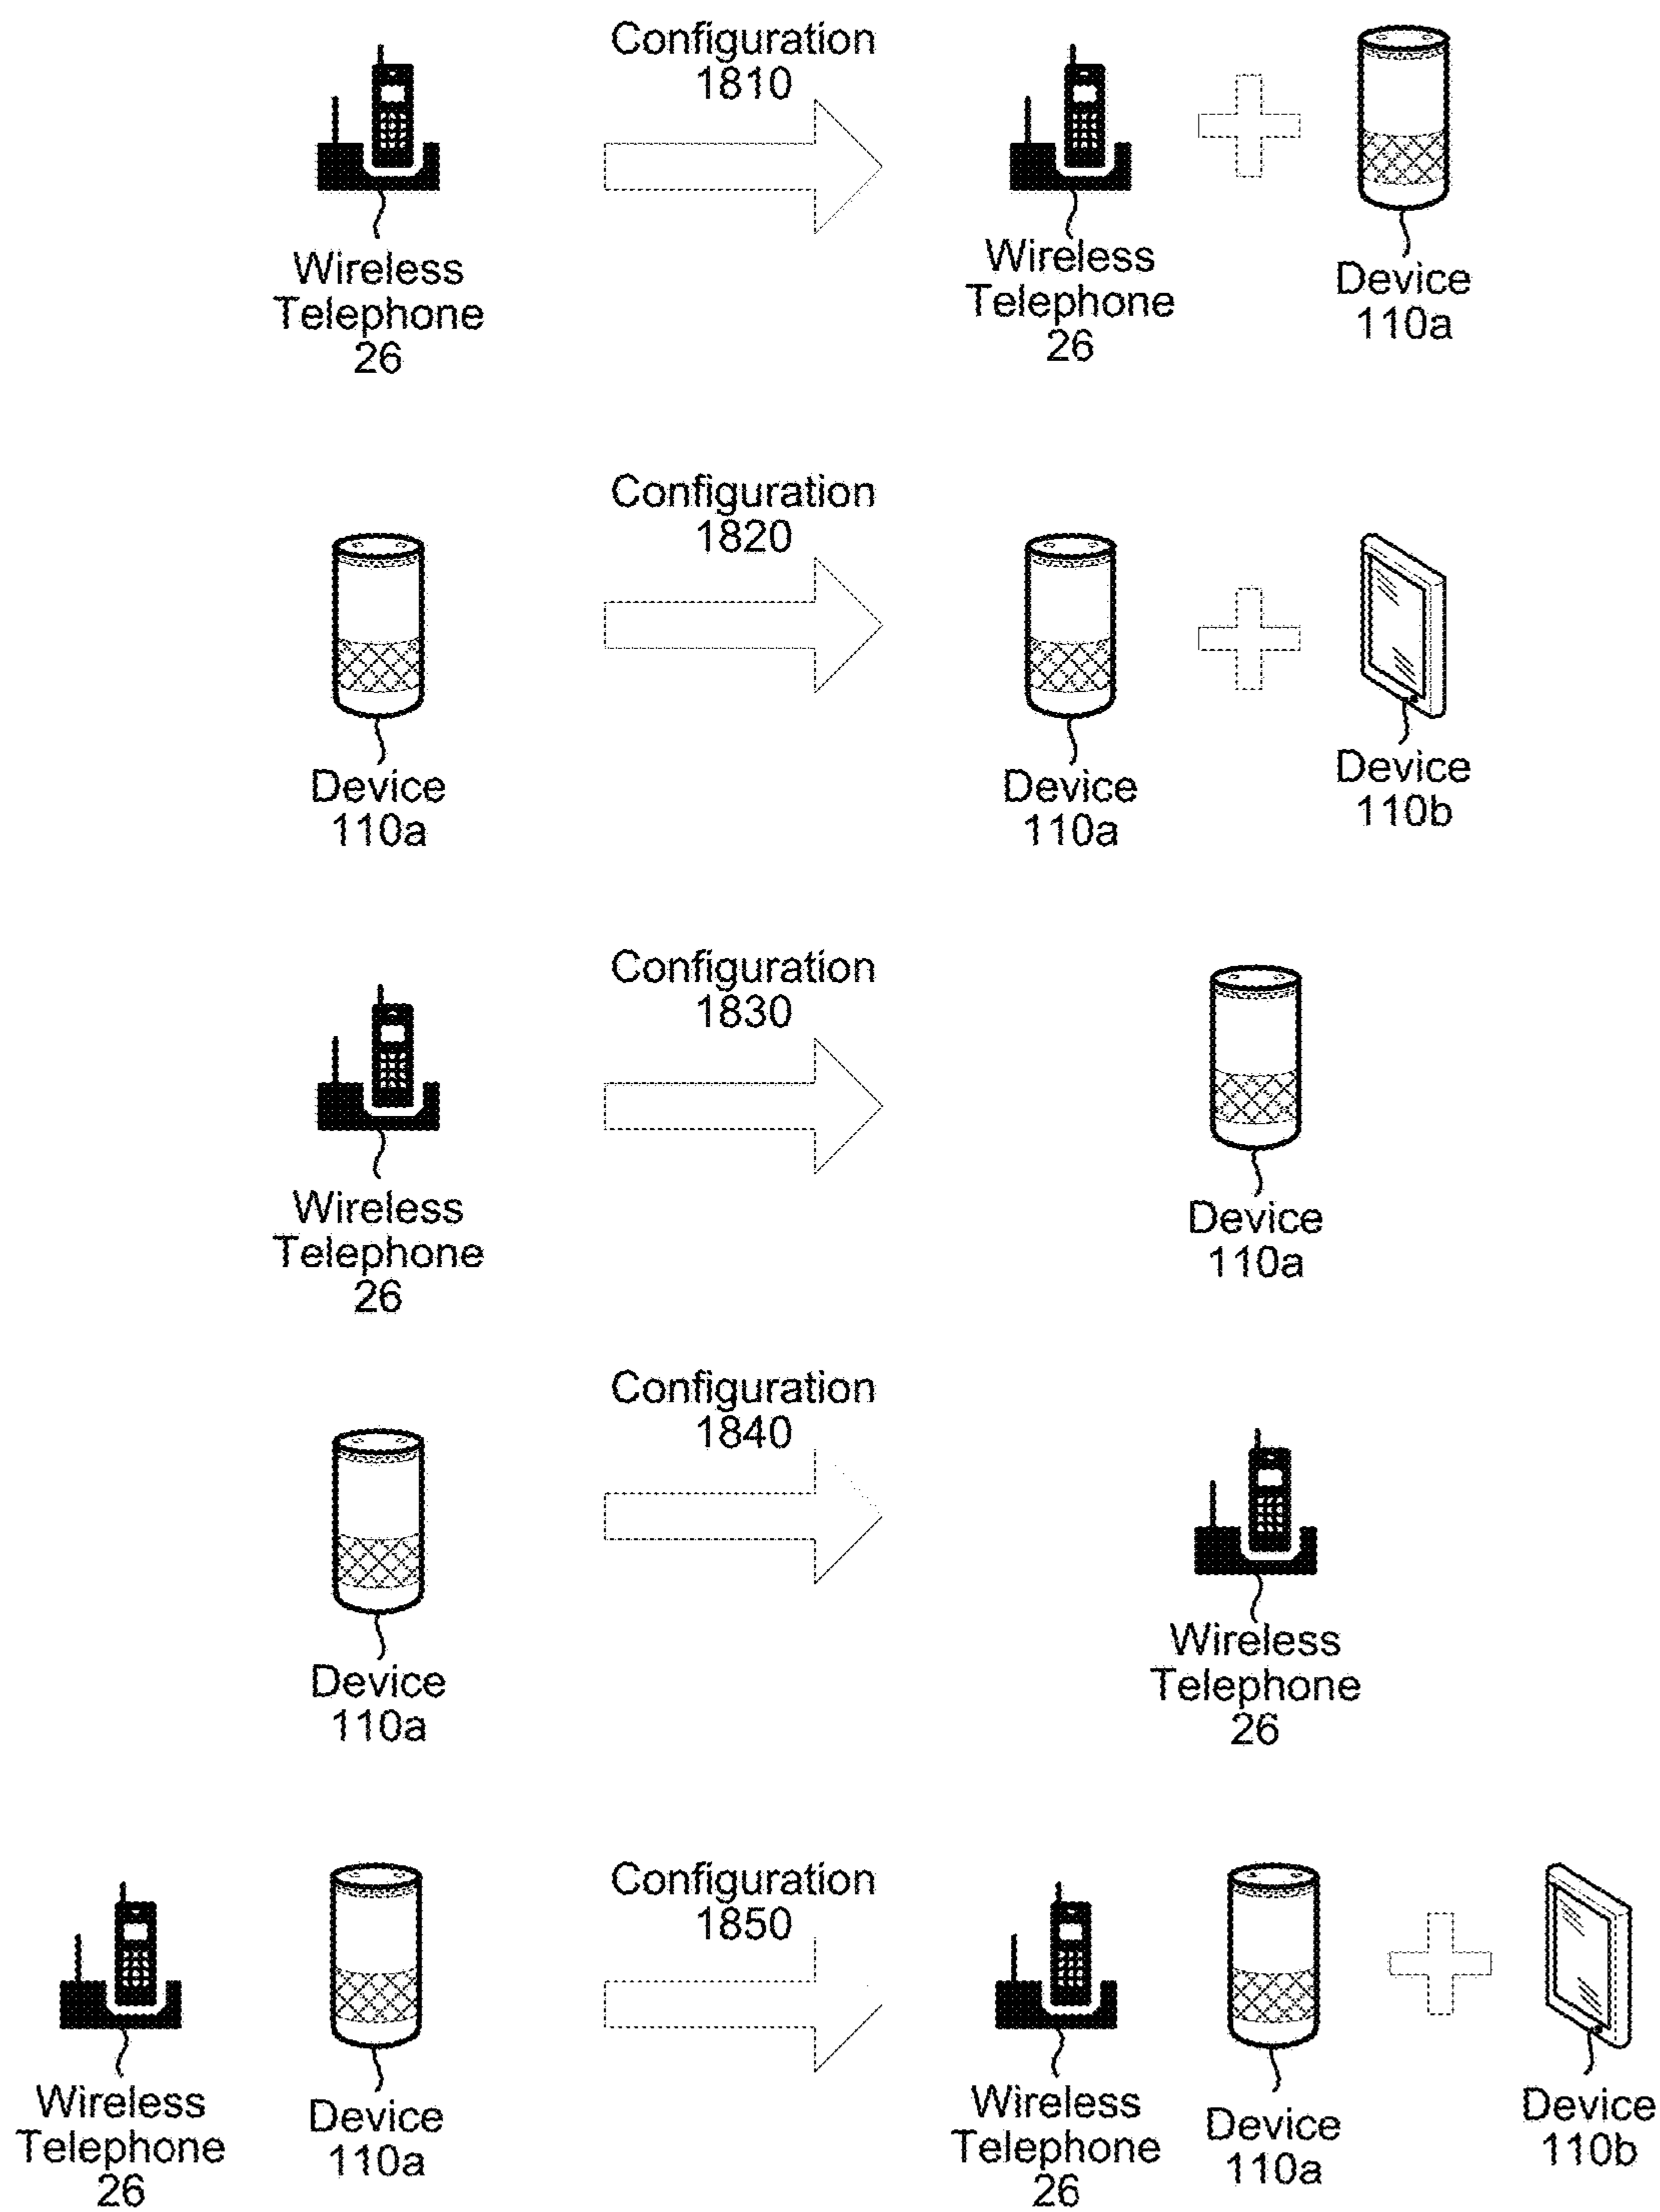 Configuration
1810
Wireless
Telephone
26
Wireless
Telephone
26
Device
110a
Configuration
1820
Device
110a
Device
110a
Device
110b
Configuration
1830
Wireless
Telephone
26
Device
110a
Configuration
1840
Device
110a
Wireless
Telephone
26
Configuration
1850
Wireless
Telephone
26
Device
110a
Wireless
Telephone
26
Device
110a
Device
110b